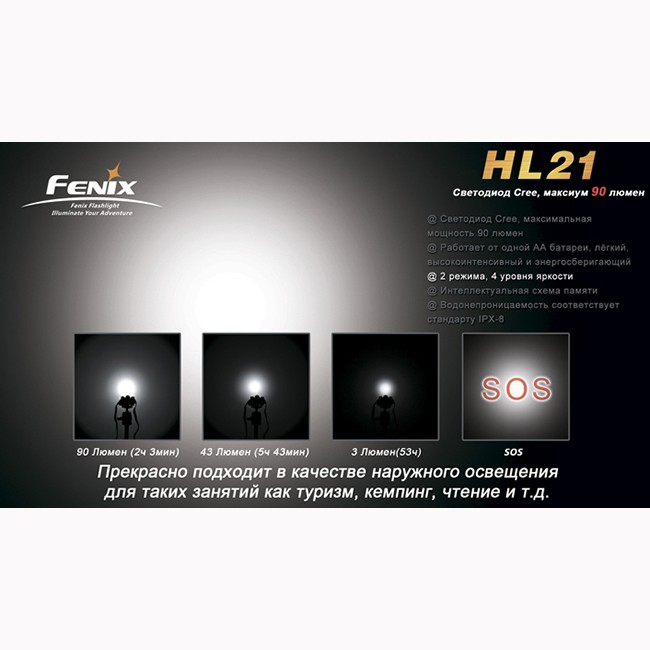 FENIX
Fenix Flashlight
Illuminate Your Adventure
HL21
Светодиод Cree, максиум 90 люмен
@ Светодиод Cree, максимальная
мощность 90 люмен
@ Работает от одной АА батареи, лёгкий,
высокоинтенсивный и энергосберигающий
@ 2 режима, 4 уровня яркости
@ Интеллектуальная схема памяти
@ Водонепроницаемость соответствует
стандарту IPX-8
SOS
90 Люмен (2ч 3мин)
43 Люмен (5ч 43мин)
3 Люмен(53ч)
SOS
Прекрасно подходит в качестве наружного освещения
для таких занятий как туризм, кемпинг, чтение и т.д.